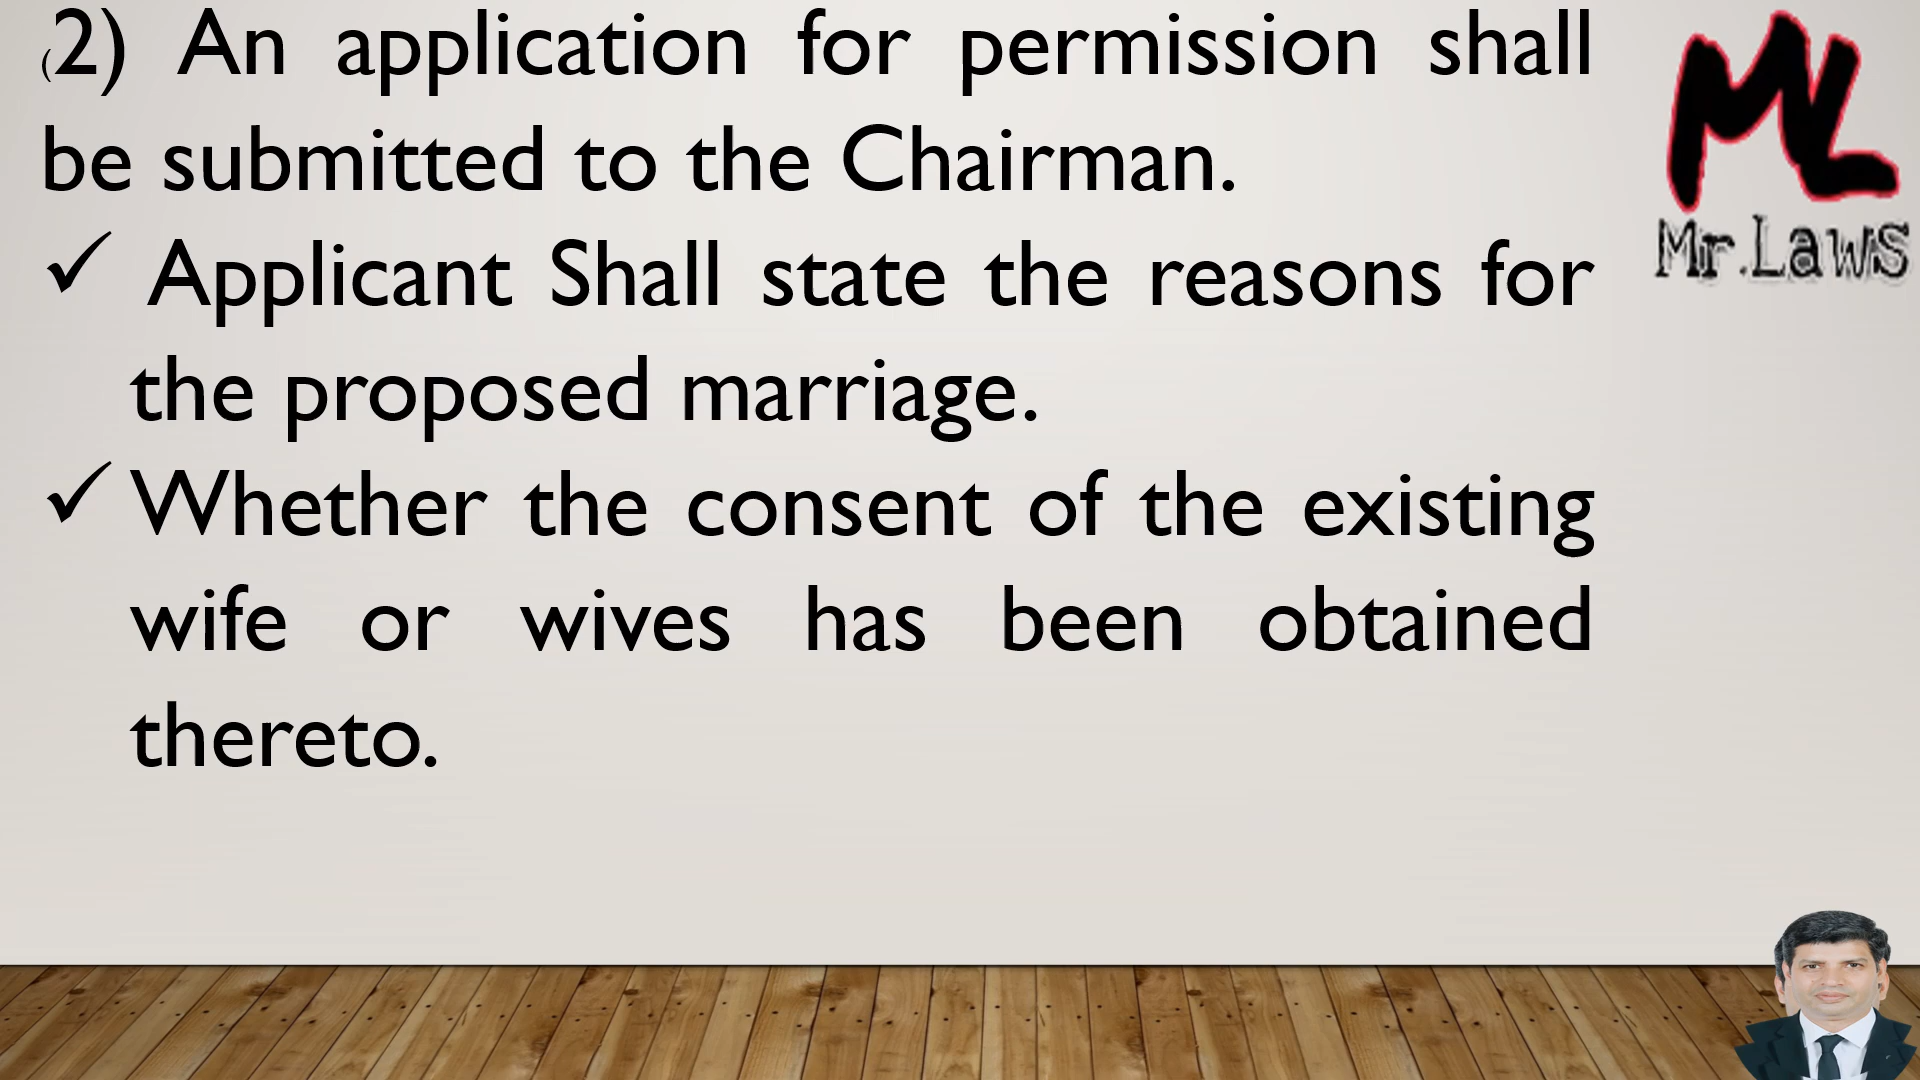 (2) An application for permission shall
be submitted to the Chairman.
✓ Applicant Shall state the reasons for
the proposed marriage.
✓ Whether the consent of the existing
wife or wives has been obtained
thereto.
ML
Mr.Laws